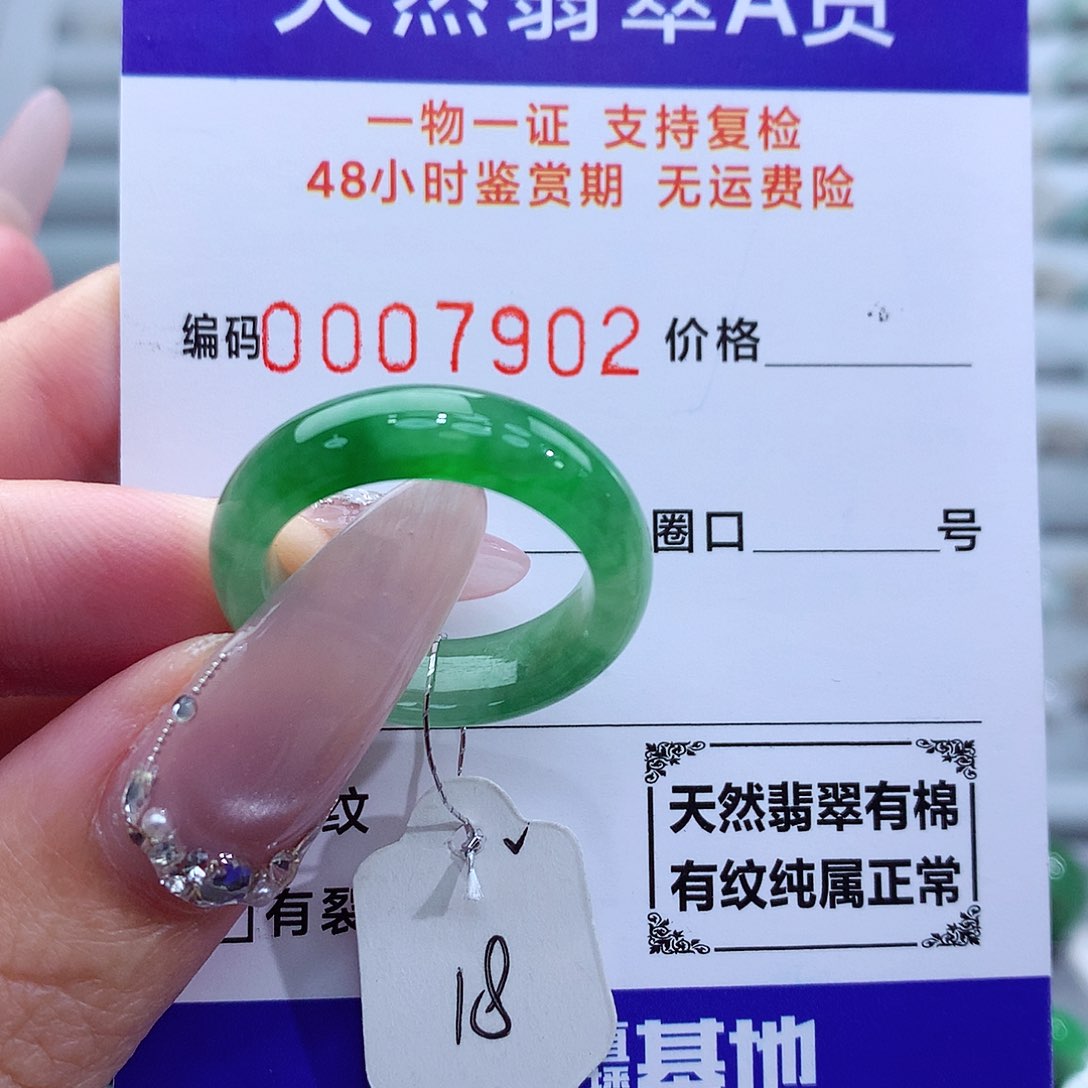 天然翡翠A货
一物一证 支持复检
48小时鉴赏期 无运费险
编码0007902 价格
圈口 号
纹
天然翡翠有棉
有纹纯属正常
有裂
18
直播基地